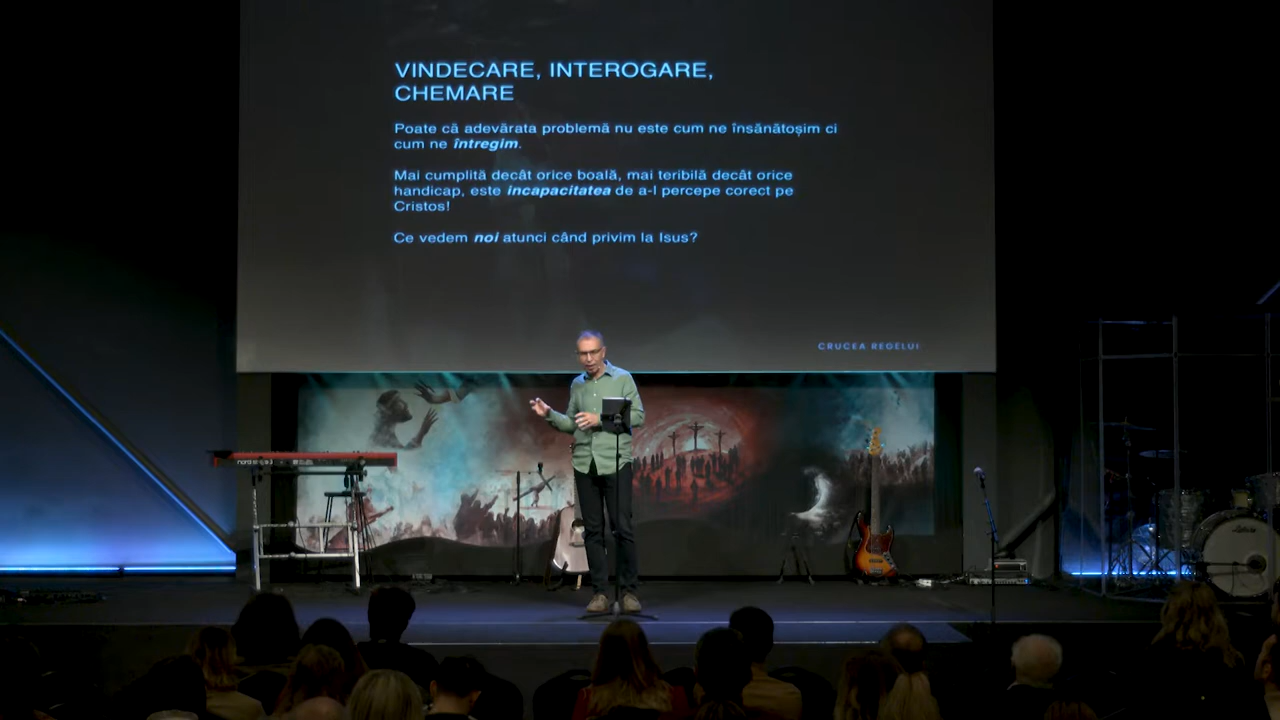 VINDECARE, INTEROGARE,
CHEMARE
Poate că adevărata problemă nu este cum ne însănătoșim ci
cum ne întregim.
Mai cumplită decât orice boală, mai teribilă decât orice
handicap, este incapacitatea de a-l percepe corect pe
Cristos!
Ce vedem noi atunci când privim la Isus?
CRUCEA REGELUI
nord